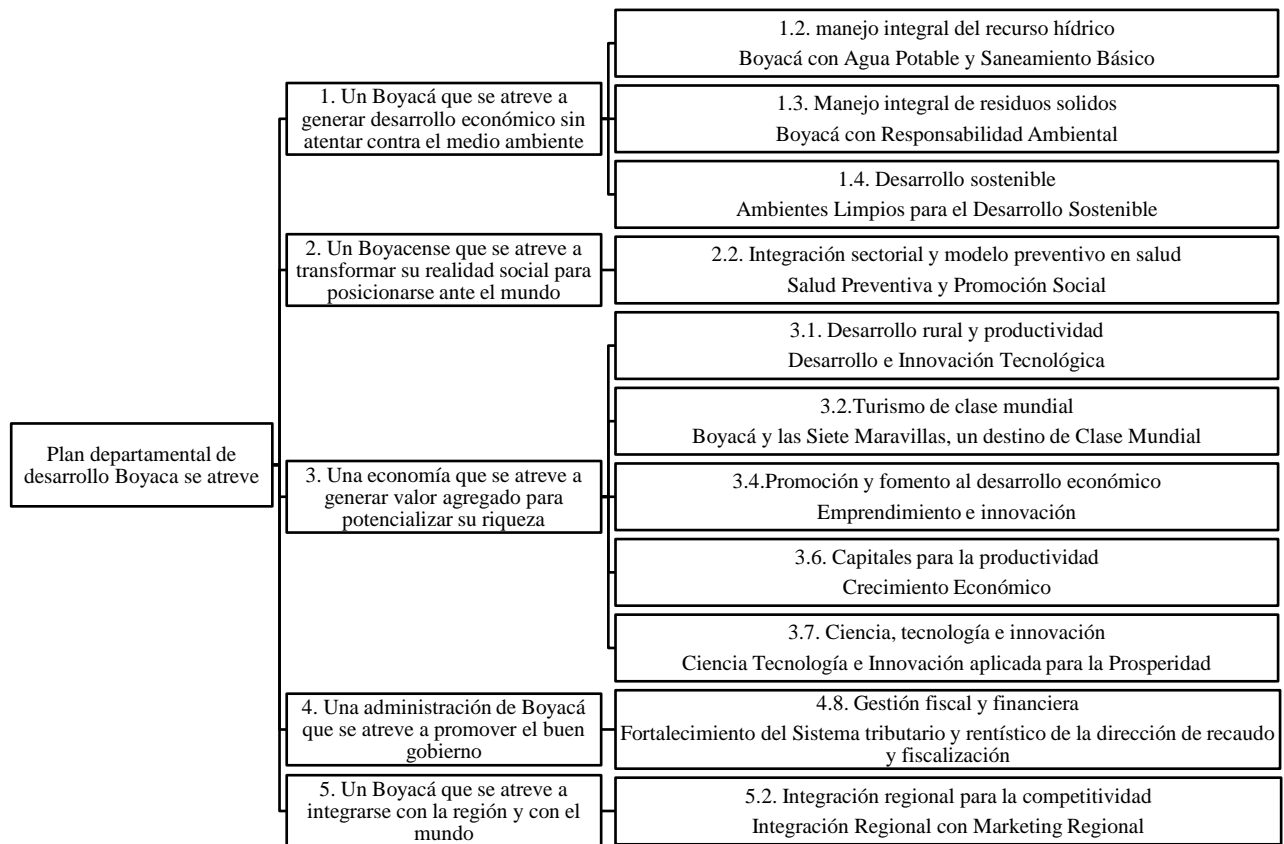 Plan departamental de
desarrollo Boyaca se atreve
1. Un Boyacá que se atreve a
generar desarrollo económico sin
atentar contra el medio ambiente
1.2. manejo integral del recurso hídrico
Boyacá con Agua Potable y Saneamiento Básico
1.3. Manejo integral de residuos solidos
Boyacá con Responsabilidad Ambiental
1.4. Desarrollo sostenible
Ambientes Limpios para el Desarrollo Sostenible
2. Un Boyacense que se atreve a
transformar su realidad social para
posicionarse ante el mundo
2.2. Integración sectorial y modelo preventivo en salud
Salud Preventiva y Promoción Social
3. Una economía que se atreve a
generar valor agregado para
potencializar su riqueza
3.1. Desarrollo rural y productividad
Desarrollo e Innovación Tecnológica
3.2.Turismo de clase mundial
Boyacá y las Siete Maravillas, un destino de Clase Mundial
3.4.Promoción y fomento al desarrollo económico
Emprendimiento e innovación
3.6. Capitales para la productividad
Crecimiento Económico
3.7. Ciencia, tecnología e innovación
Ciencia Tecnología e Innovación aplicada para la Prosperidad
4. Una administración de Boyacá
que se atreve a promover el buen
gobierno
4.8. Gestión fiscal y financiera
Fortalecimiento del Sistema tributario y rentístico de la dirección de recaudo
y fiscalización
5. Un Boyacá que se atreve a
integrarse con la región y con el
mundo
5.2. Integración regional para la competitividad
Integración Regional con Marketing Regional